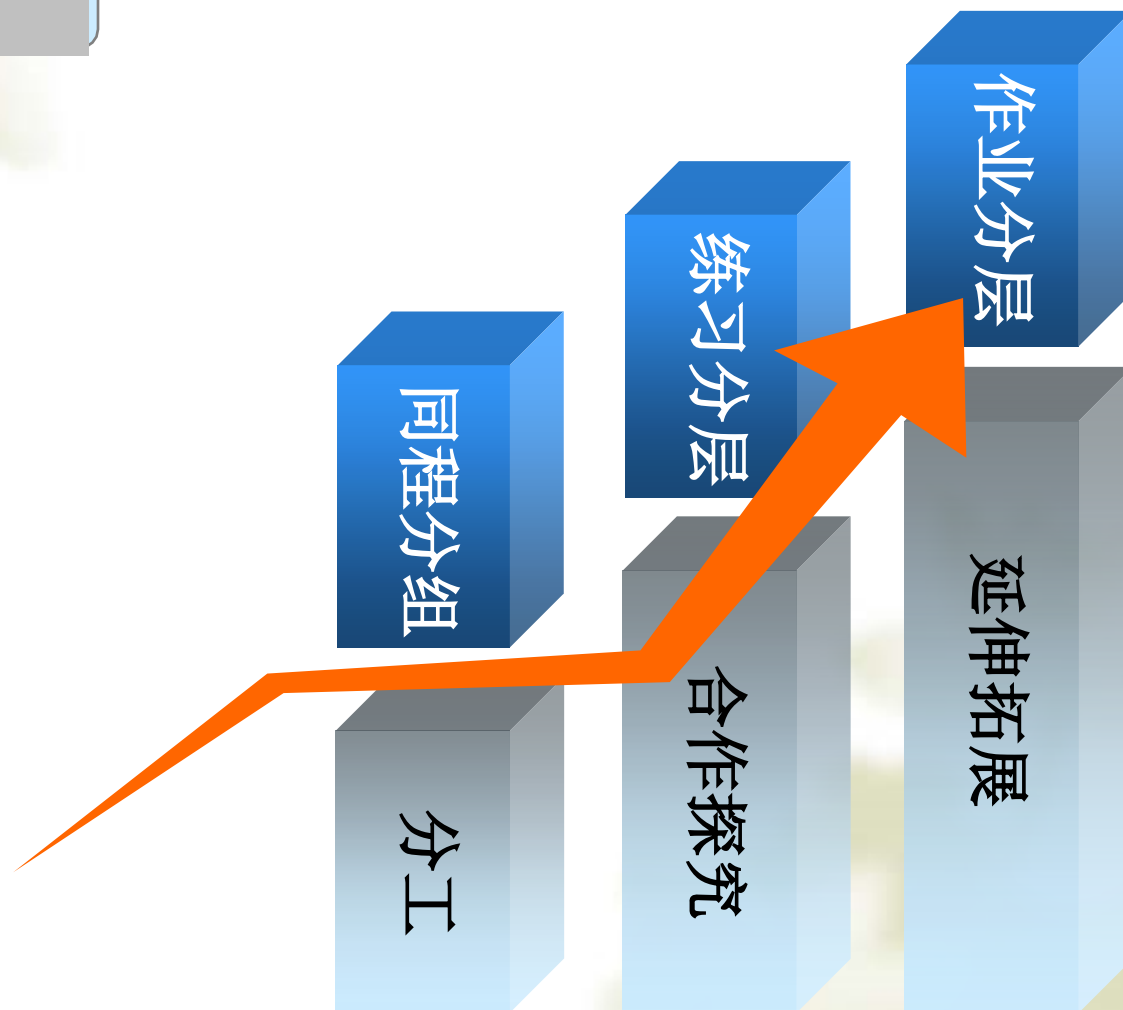 同程分组
练习分层
作业分层
分工
合作探究
延伸拓展